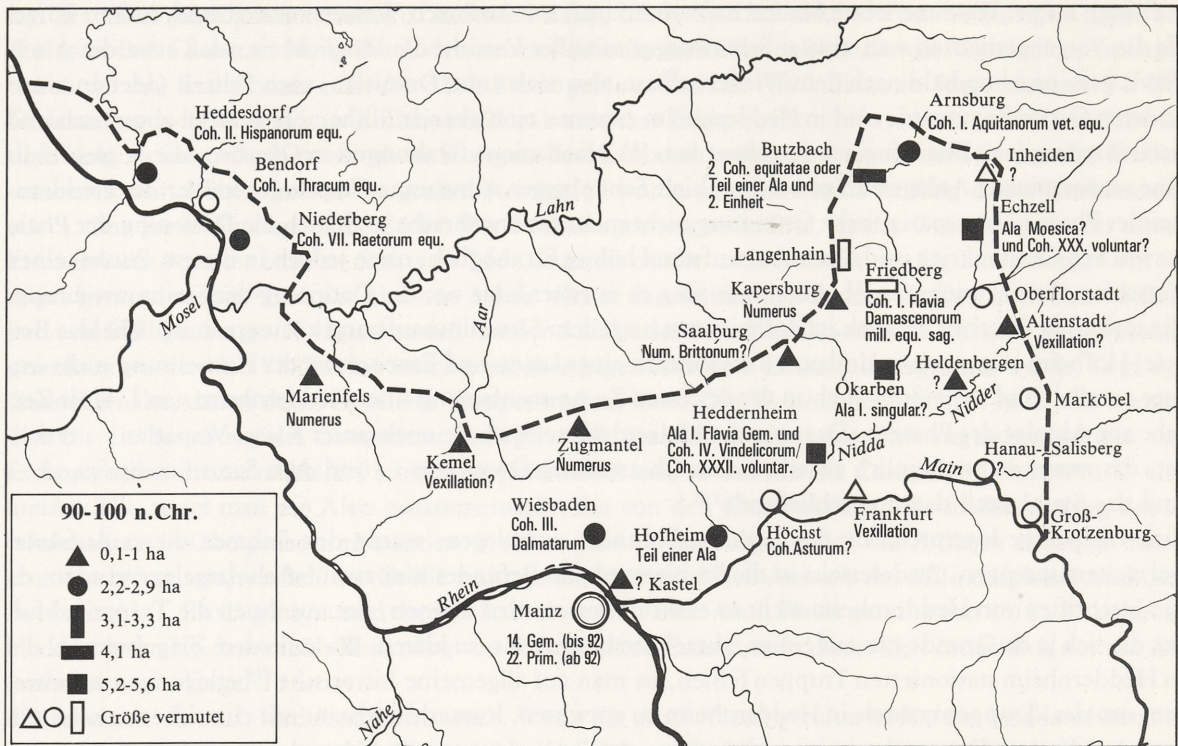 Heddesdorf
Coh. II. Hispanorum equ.
Bendorf
Coh. I. Thracum equ.
Niederberg
Coh. VII. Raetorum equ.
Lahn
Mosel
Aar
Marienfels
Numerus
Kemel
Vexillation?
Zugmantel
Numerus
Saalburg
Num. Brittonum?
Kapersburg
Numerus
Langenhain
Butzbach
2 Coh. equitatae oder
Teil einer Ala und
2. Einheit
Arnsburg
Coh. I. Aquitanorum vet. equ.
Inheiden
?
Echzell
Ala Moesica?
und Coh. XXX. voluntar?
Friedberg
Coh. I. Flavia
Damascenorum
mill. equ. sag.
Oberflorstadt
Altenstadt
Vexillation?
Heldenbergen
?
Okarben
Ala I. singular.?
Nidder
Marköbel
Heddernheim
Ala I. Flavia Gem. und
Coh. IV. Vindelicorum/
Coh. XXXII. voluntar.
Nidda
Hanau-Salisberg
?
Main
Groß-
Krotzenburg
Frankfurt
Vexillation
Höchst
Coh. Asturum?
Hofheim
Teil einer Ala
Wiesbaden
Coh. III.
Dalmatarum
? Kastel
Rhein
Mainz
14. Gem. (bis 92)
22. Prim. (ab 92)
Nahe
90-100 n. Chr.
0,1-1 ha
2,2-2,9 ha
3,1-3,3 ha
4,1 ha
5,2-5,6 ha
Größe vermutet